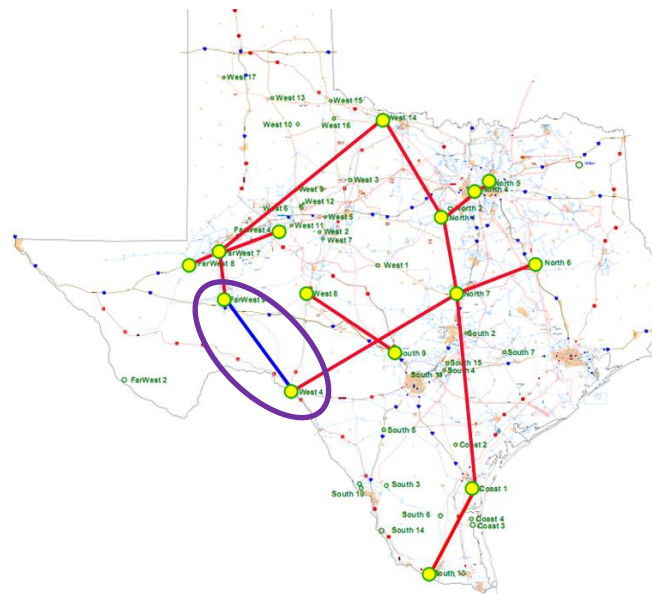 West 17
West 13
West 15
West 10
West 16
West 14
West 3
North 5
North 4
West 9
West 12
West 6
North 2
West 5
West 11
FarWest 4
West 2
West 7
FarWest 7
FarWest 8
West 1
North 6
FarWest 9
West 8
North 7
South 2
South 9
South 7
South 15
South 4
FarWest 2
West 4
South 5
Coast 2
South 3
South 10
Coast 1
South 6
Coast 4
Coast 3
South 14